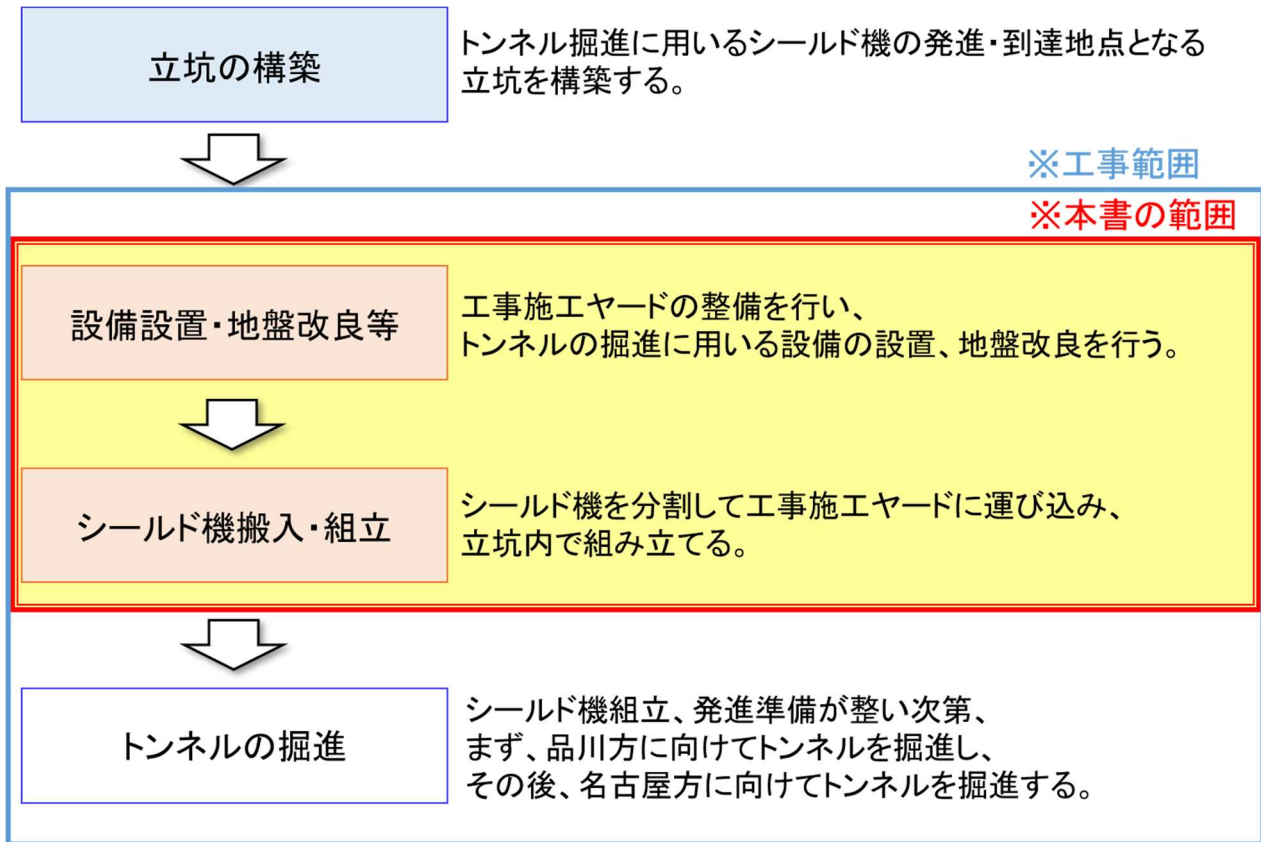 立坑の構築
トンネル掘進に用いるシールド機の発進・到達地点となる
立坑を構築する。
※工事範囲
※本書の範囲
設備設置・地盤改良等
工事施工ヤードの整備を行い、
トンネルの掘進に用いる設備の設置、地盤改良を行う。
シールド機搬入・組立
シールド機を分割して工事施工ヤードに運び込み、
立坑内で組み立てる。
トンネルの掘進
シールド機組立、発進準備が整い次第、
まず、品川方に向けてトンネルを掘進し、
その後、名古屋方に向けてトンネルを掘進する。